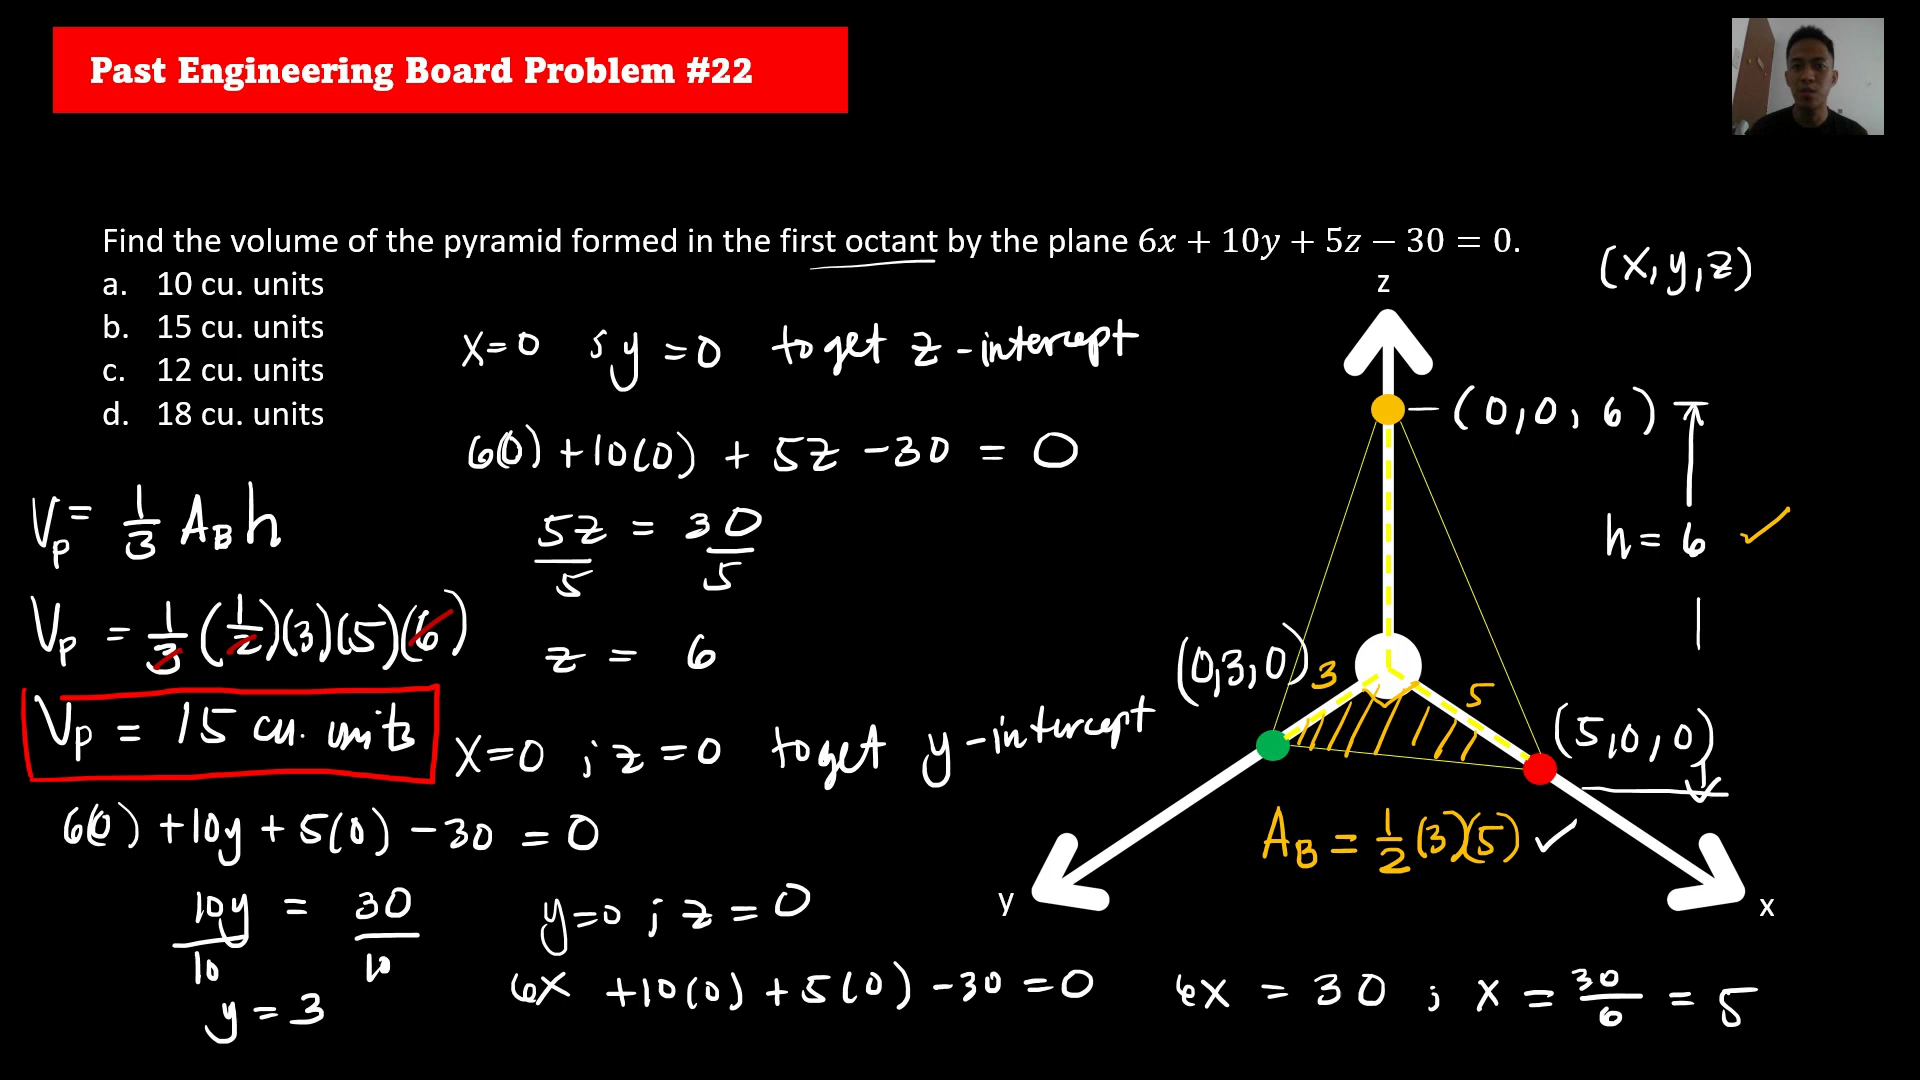 Past Engineering Board Problem #22
Find the volume of the pyramid formed in the first octant by the plane 6x + 10y + 5z − 30 = 0.
a. 10 cu. units
b. 15 cu. units
c. 12 cu. units
d. 18 cu. units
x=0 ; y=0 to get z-intercept
6(0) + 10(0) + 5z - 30 = 0
5z/5 = 30/5
z = 6
Vp = 1/3 AB h
Vp = 1/3 (1/2)(3)(5)(6)
Vp = 15 cu. units
x=0 ; z=0 to get y-intercept
6(0) + 10y + 5(0) - 30 = 0
10y/10 = 30/10
y = 3
y=0 ; z=0
6x + 10(0) + 5(0) - 30 = 0
6x = 30 ; x = 30/6 = 5
(x,y,z)
z
(0,0,6)
h = 6 ✓
(0,3,0)
3
5
(5,0,0)
AB = 1/2 (3)(5) ✓
y
x